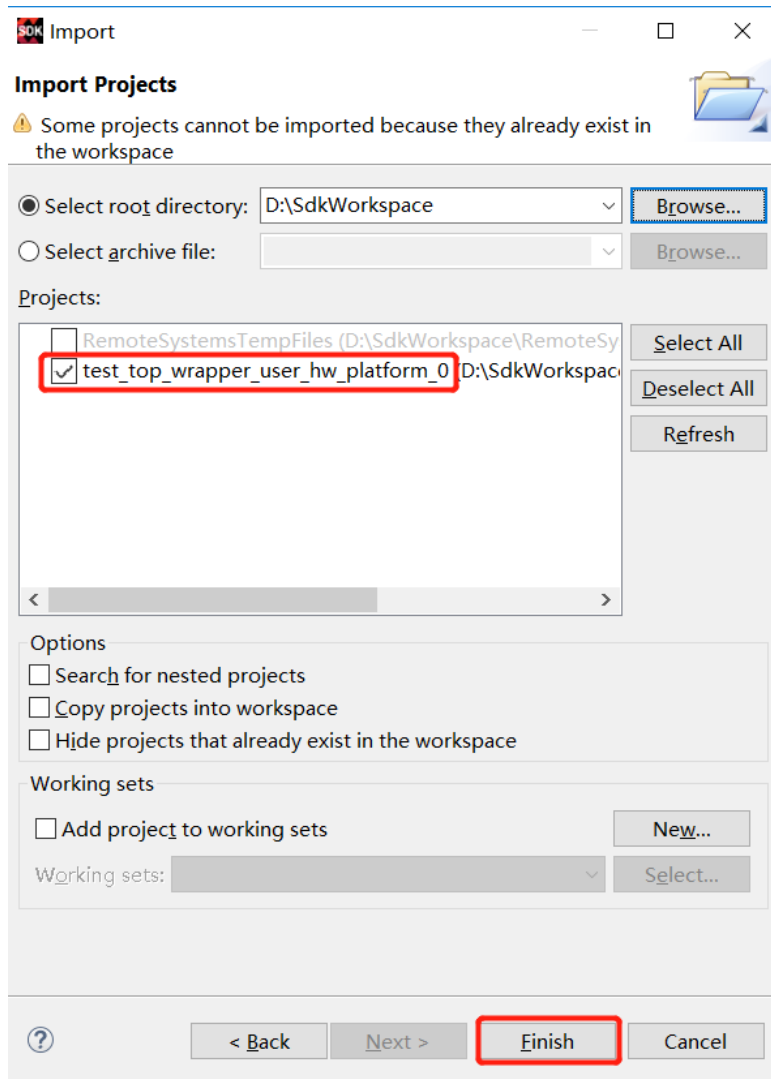 SDK Import
Import Projects
Some projects cannot be imported because they already exist in
the workspace
Select root directory: D:\SdkWorkspace Browse...
Select archive file: Browse...
Projects:
RemoteSystemsTempFiles (D:\SdkWorkspace\RemoteSy Select All
test_top_wrapper_user_hw_platform_0 (D:\SdkWorkspac
Deselect All
Refresh
Options
Search for nested projects
Copy projects into workspace
Hide projects that already exist in the workspace
Working sets
Add project to working sets New...
Working sets: Select...
? < Back Next > Finish Cancel